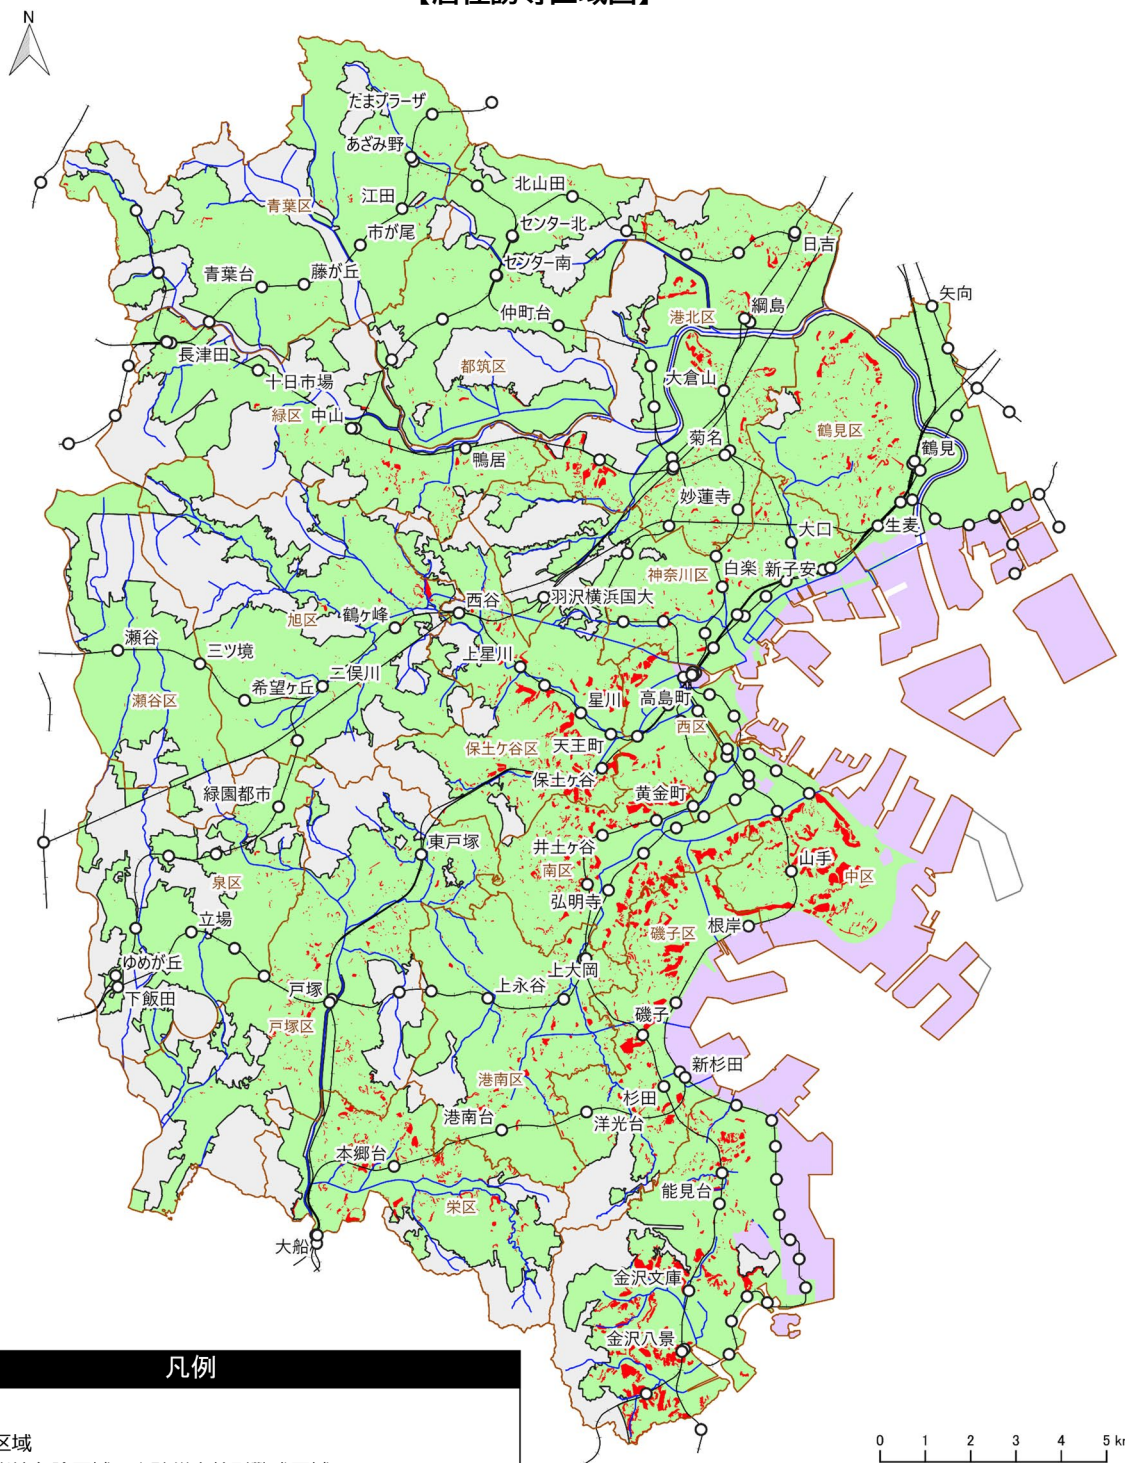 【居住誘導区域図】
N
たまプラーザ
あざみ野
北山田
江田
青葉区
センター北
市が尾
日吉
センター南
青葉台
藤が丘
矢向
綱島
仲町台
港北区
長津田
都筑区
十日市場
大倉山
緑区
中山
菊名
鶴見区
鶴見
鴨居
妙蓮寺
大口
生麦
白楽
新子安
神奈川区
羽沢横浜国大
西谷
鶴ヶ峰
旭区
瀬谷
三ツ境
上星川
二俣川
希望ヶ丘
瀬谷区
星川
高島町
西区
天王町
保土ケ谷区
保土ヶ谷
緑園都市
黄金町
東戸塚
井土ヶ谷
山手
南区
中区
泉区
弘明寺
立場
根岸
磯子区
ゆめが丘
上大岡
下飯田
戸塚
上永谷
磯子
戸塚区
新杉田
港南区
杉田
港南台
洋光台
本郷台
能見台
栄区
大船
金沢文庫
金沢八景
凡例
区域
0 1 2 3 4 5